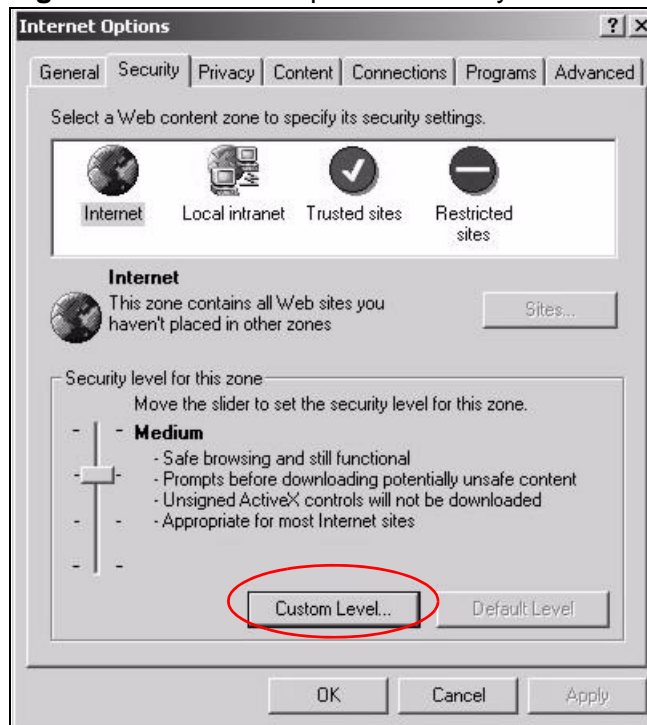 Internet Options
General Security Privacy Content Connections Programs Advanced
Select a Web content zone to specify its security settings.
Internet Local intranet Trusted sites Restricted sites
Internet
This zone contains all Web sites you
haven't placed in other zones
Sites...
Security level for this zone
Move the slider to set the security level for this zone.
Medium
- Safe browsing and still functional
- Prompts before downloading potentially unsafe content
- Unsigned ActiveX controls will not be downloaded
- Appropriate for most Internet sites
Custom Level... Default Level
OK Cancel Apply